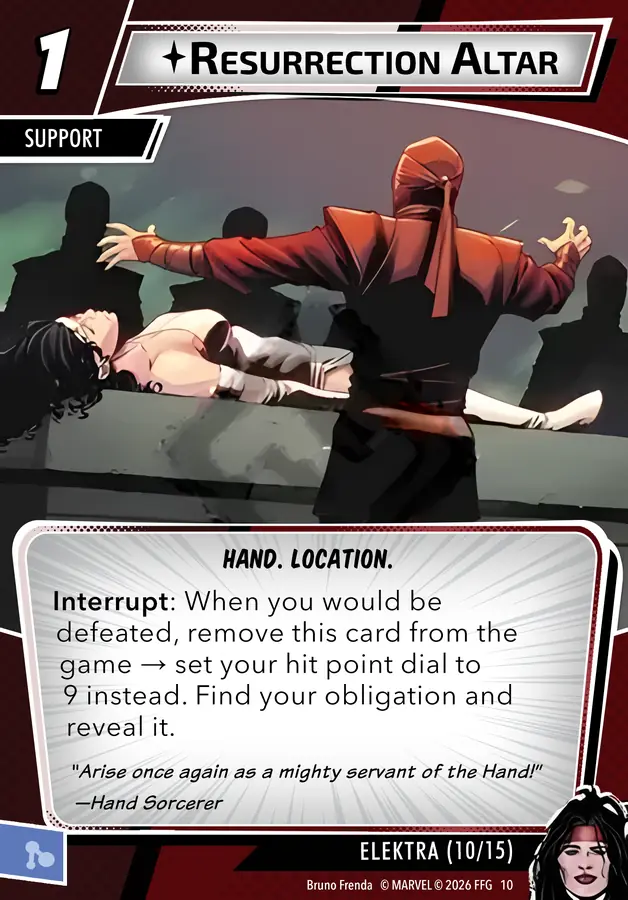 1
✦Resurrection Altar
SUPPORT
HAND. LOCATION.
Interrupt: When you would be
defeated, remove this card from the
game → set your hit point dial to
9 instead. Find your obligation and
reveal it.
"Arise once again as a mighty servant of the Hand!"
—Hand Sorcerer
ELEKTRA (10/15)
Bruno Frenda © MARVEL © 2026 FFG 10